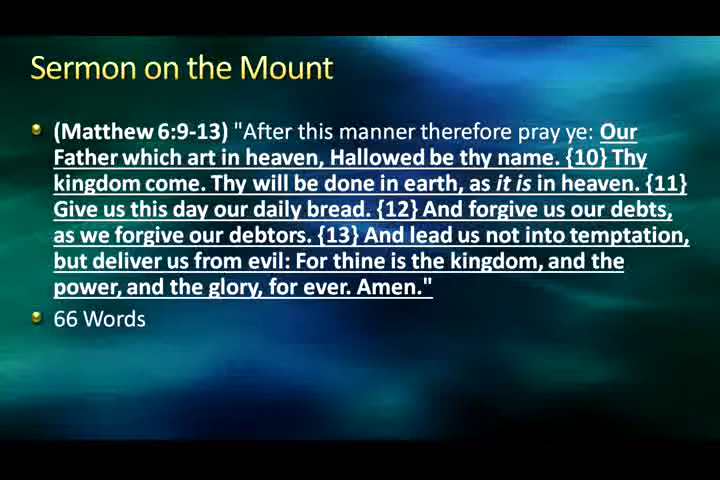 Sermon on the Mount
(Matthew 6:9-13) "After this manner therefore pray ye: Our
Father which art in heaven, Hallowed be thy name. {10} Thy
kingdom come. Thy will be done in earth, as it is in heaven. {11}
Give us this day our daily bread. {12} And forgive us our debts,
as we forgive our debtors. {13} And lead us not into temptation,
but deliver us from evil: For thine is the kingdom, and the
power, and the glory, for ever. Amen."
66 Words